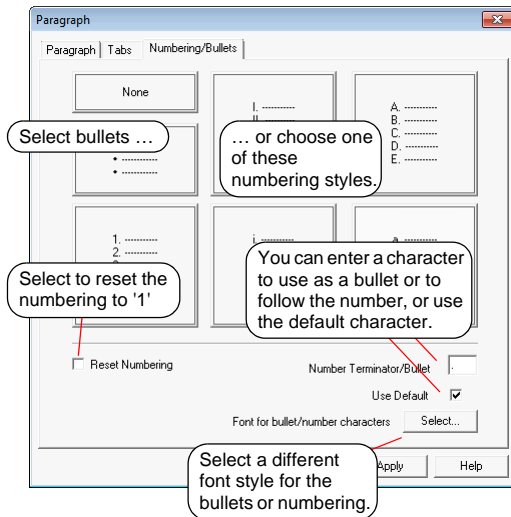 Paragraph
Paragraph Tabs Numbering/Bullets
None
I. -----------
A. -----------
B. -----------
C. -----------
D. -----------
E. -----------
Select bullets …
• -----------
• -----------
… or choose one
of these
numbering styles.
1. -----------
2. -----------
i. -----------
a. -----------
Select to reset the
numbering to '1'
You can enter a character
to use as a bullet or to
follow the number, or use
the default character.
Reset Numbering
Number Terminator/Bullet .
Use Default
Font for bullet/number characters Select...
Select a different
font style for the
bullets or numbering.
Apply Help